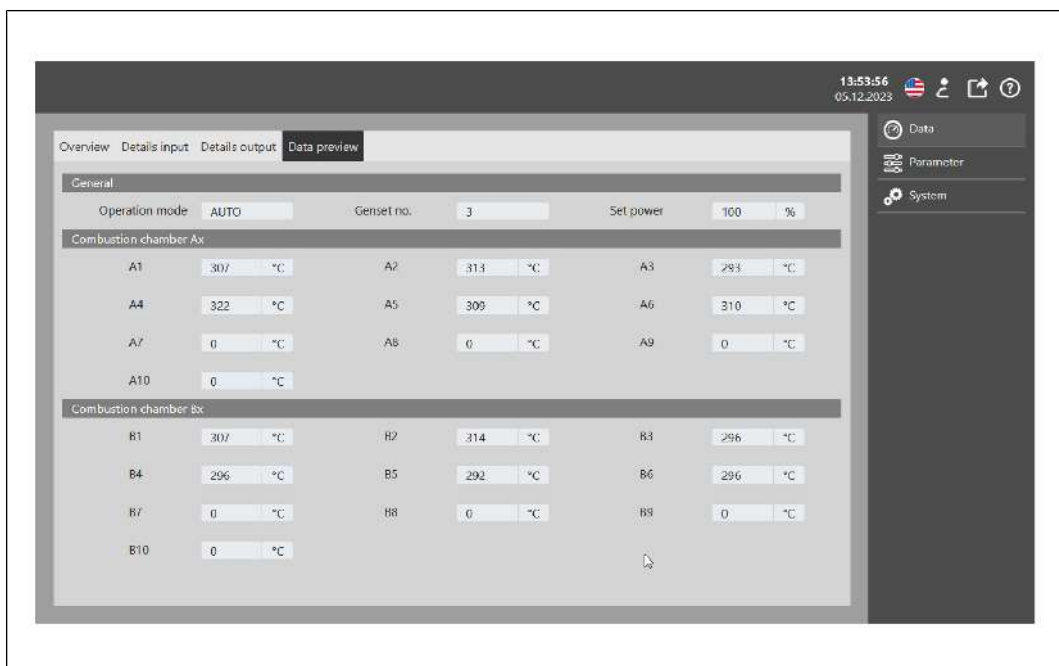 13:53:56
05.12.2023
Data
Parameter
System
Overview Details input Details output Data preview
General
Operation mode AUTO Genset no. 3 Set power 100 %
Combustion chamber Ax
A1 307 °C A2 313 °C A3 293 °C
A4 322 °C A5 309 °C A6 310 °C
A7 0 °C A8 0 °C A9 0 °C
A10 0 °C
Combustion chamber Bx
B1 307 °C B2 314 °C B3 296 °C
B4 296 °C B5 292 °C B6 296 °C
B7 0 °C B8 0 °C B9 0 °C
B10 0 °C